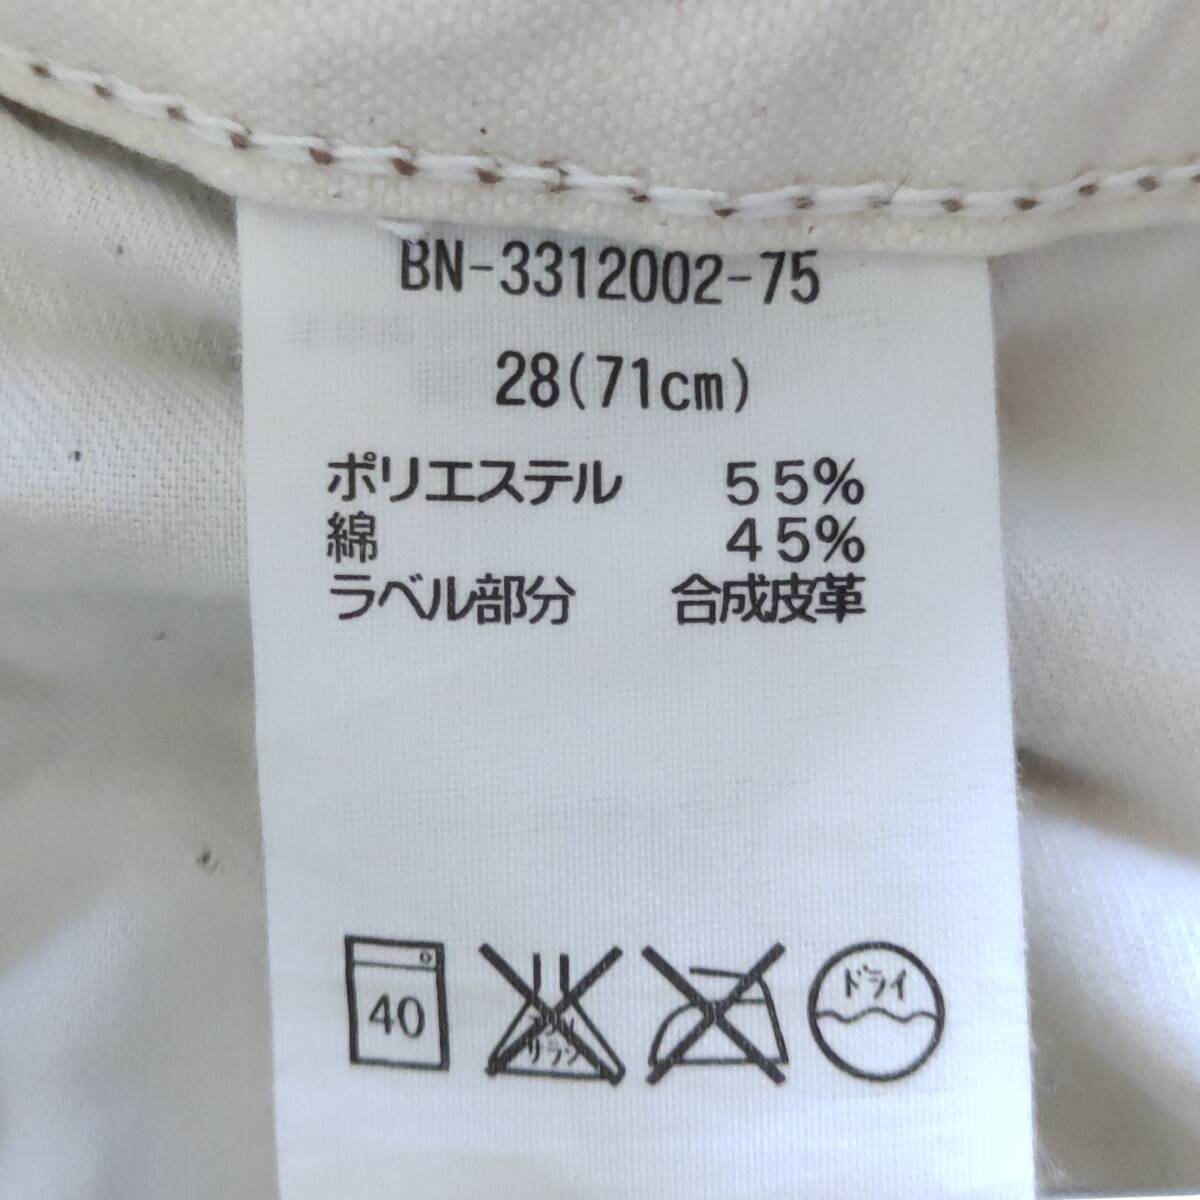 BN-3312002-75
28(71cm)
ポリエステル 55%
綿 45%
ラベル部分 合成皮革
40
ドライ